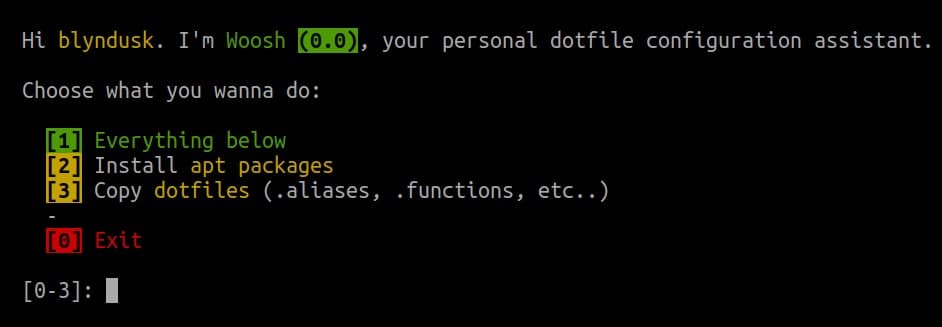 Hi blyndusk. I'm Woosh (0.0), your personal dotfile configuration assistant.
Choose what you wanna do:
[1] Everything below
[2] Install apt packages
[3] Copy dotfiles (.aliases, .functions, etc..)
-
[0] Exit
[0-3]: